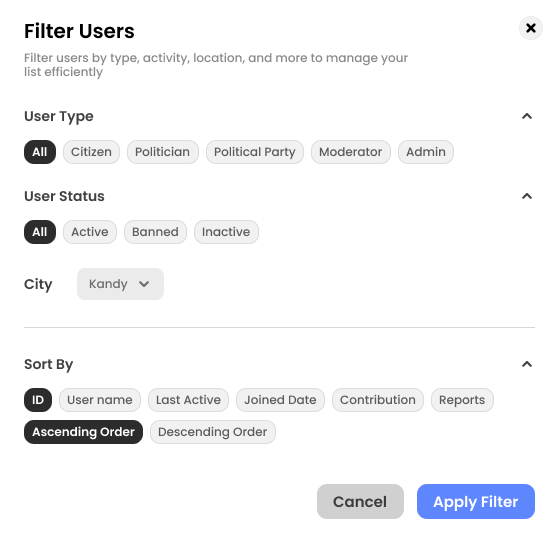 Filter Users
Filter users by type, activity, location, and more to manage your
list efficiently
User Type
All Citizen Politician Political Party Moderator Admin
User Status
All Active Banned Inactive
City Kandy
Sort By
ID User name Last Active Joined Date Contribution Reports
Ascending Order Descending Order
Cancel Apply Filter